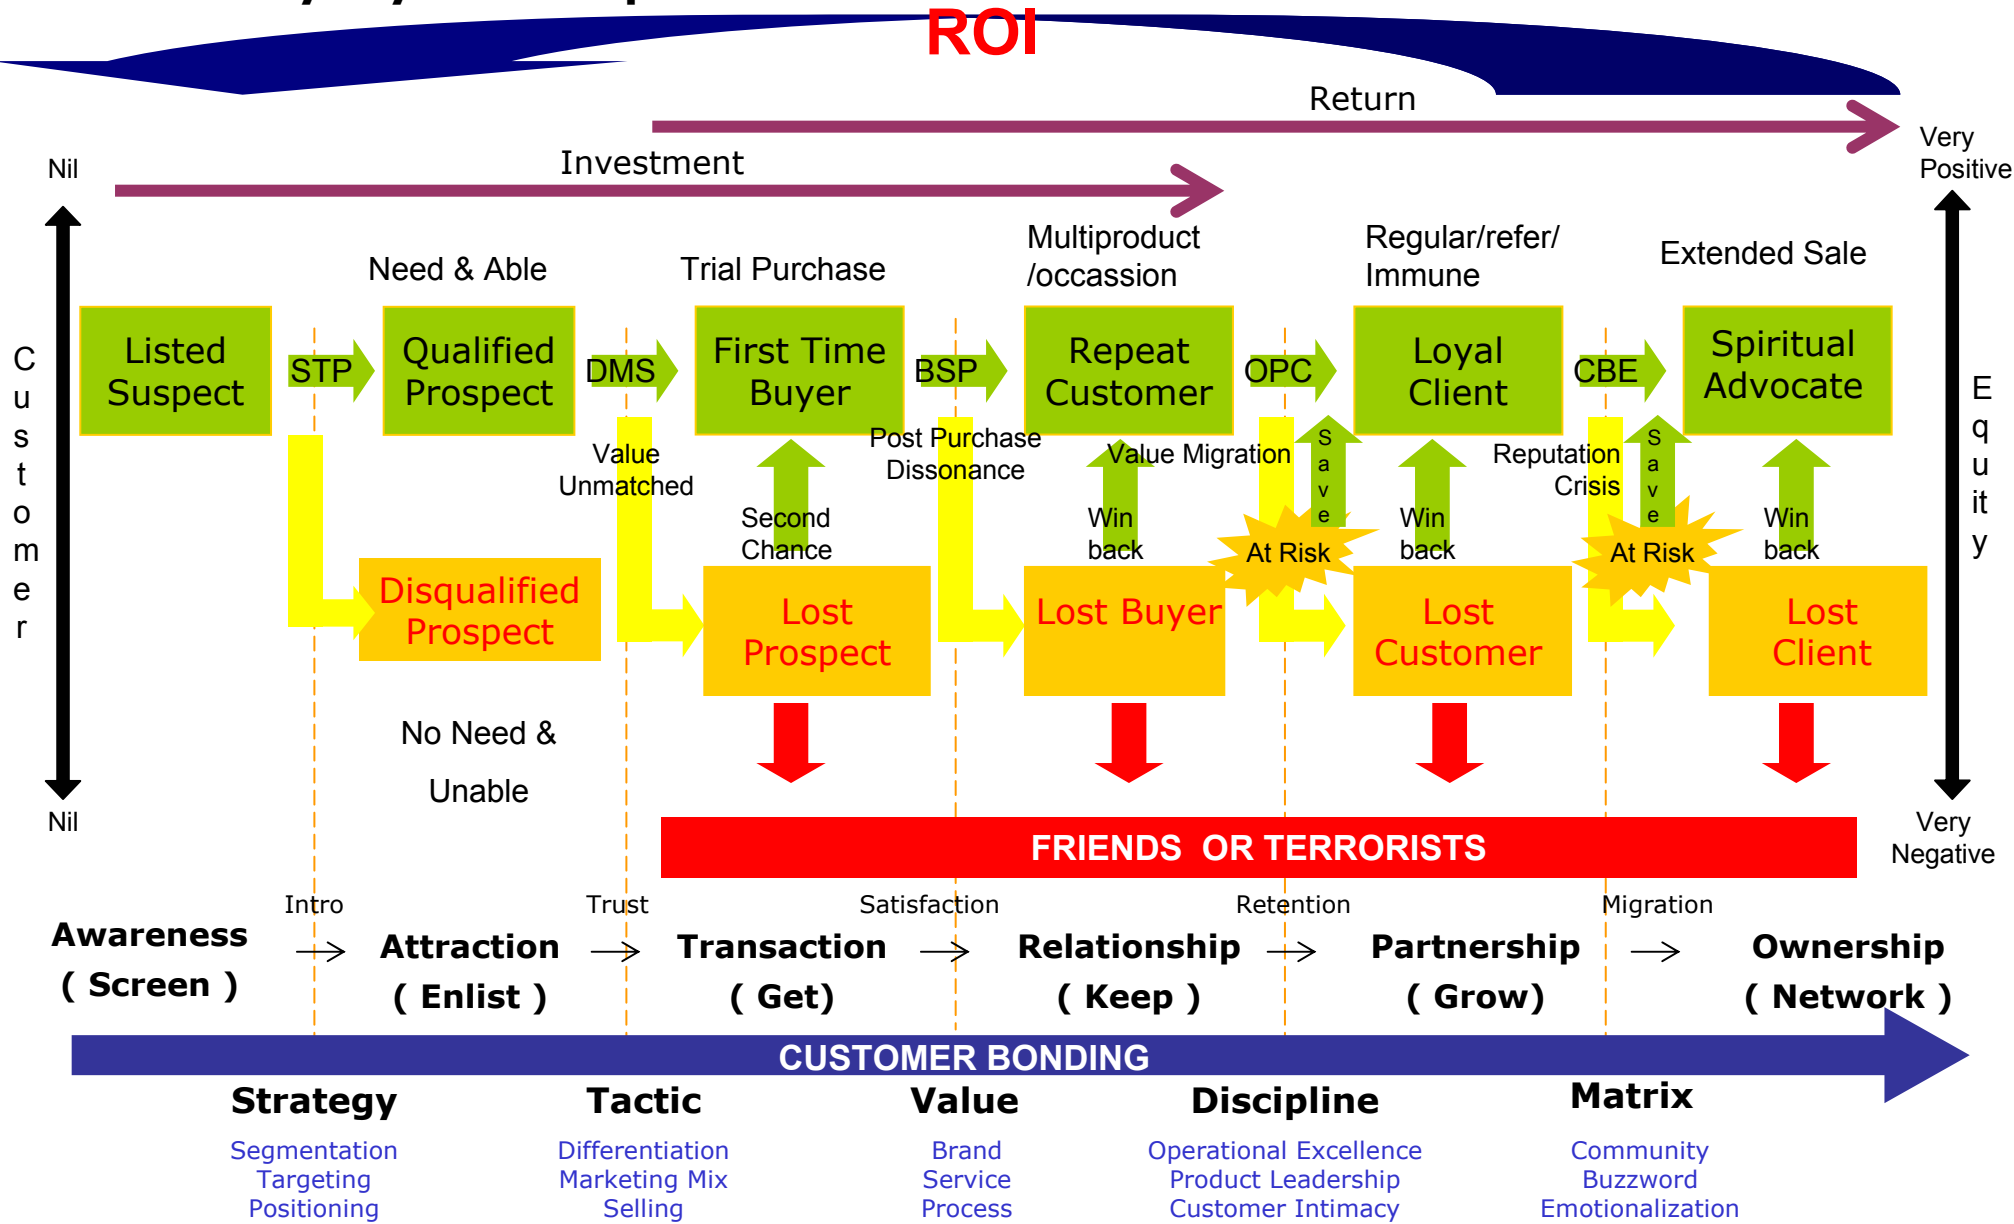 ROI
Return
Investment
Nil
Very
Positive
Customer
Equity
Need & Able
Trial Purchase
Multiproduct
/occassion
Regular/refer/
Immune
Extended Sale
Listed
Suspect
STP
Qualified
Prospect
DMS
First Time
Buyer
BSP
Repeat
Customer
OPC
Loyal
Client
CBE
Spiritual
Advocate
Value
Unmatched
Post Purchase
Dissonance
Value Migration
Save
Reputation
Crisis
Save
Second
Chance
Win
back
At Risk
Win
back
At Risk
Win
back
Disqualified
Prospect
Lost
Prospect
Lost Buyer
Lost
Customer
Lost
Client
No Need &
Unable
Nil
Very
Negative
FRIENDS OR TERRORISTS
Intro
Trust
Satisfaction
Retention
Migration
Awareness
( Screen )
Attraction
( Enlist )
Transaction
( Get)
Relationship
( Keep )
Partnership
( Grow)
Ownership
( Network )
CUSTOMER BONDING
Strategy
Segmentation
Targeting
Positioning
Tactic
Differentiation
Marketing Mix
Selling
Value
Brand
Service
Process
Discipline
Operational Excellence
Product Leadership
Customer Intimacy
Matrix
Community
Buzzword
Emotionalization